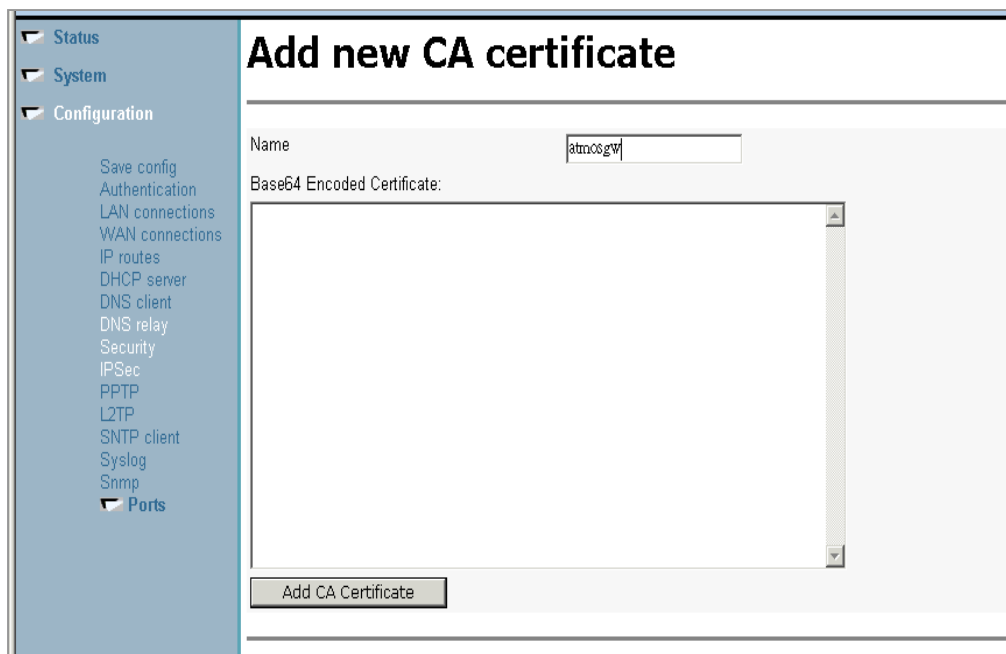 Status
System
Configuration
Save config
Authentication
LAN connections
WAN connections
IP routes
DHCP server
DNS client
DNS relay
Security
IPSec
PPTP
L2TP
SNTP client
Syslog
Snmp
Ports
Add new CA certificate
Name atmosgw
Base64 Encoded Certificate:
Add CA Certificate